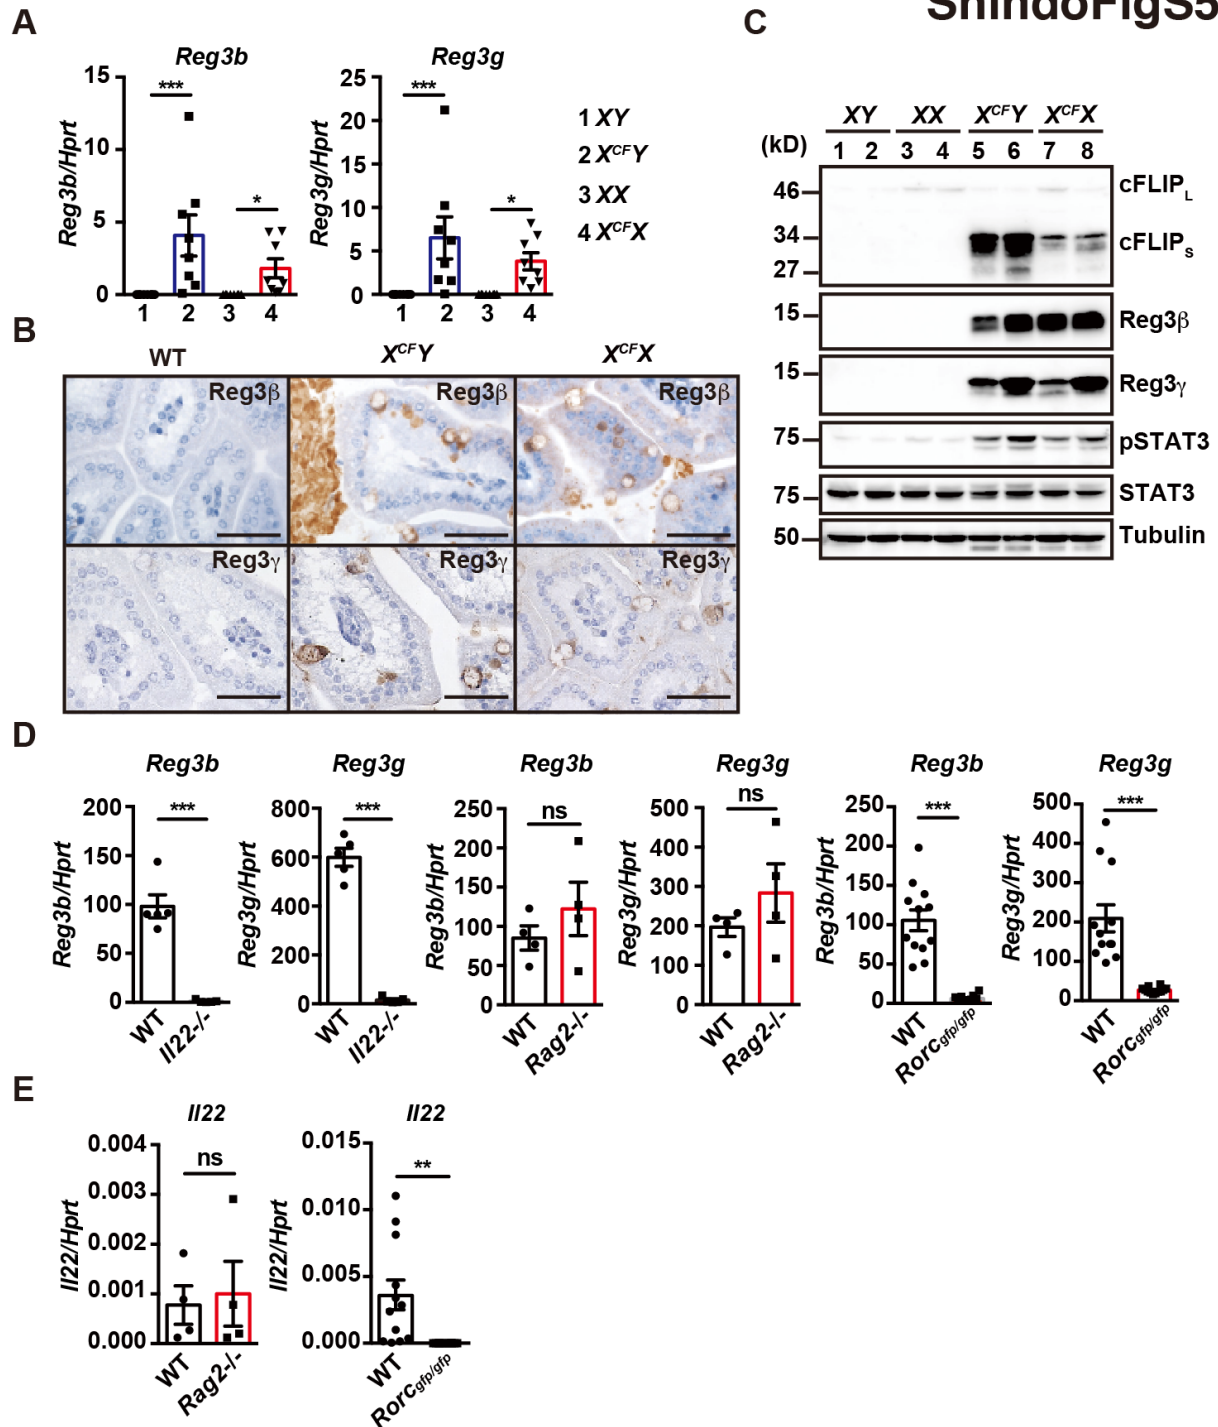 ShindoFigS5
A
Reg3b
Reg3g
Reg3b/Hprt
15
10
5
0
***
*
1 2 3 4
Reg3g/Hprt
25
20
15
10
5
0
***
*
1 2 3 4
1 XY
2 X^CF Y
3 XX
4 X^CF X
B
WT
X^CF Y
X^CF X
Reg3β
Reg3β
Reg3β
Reg3γ
Reg3γ
Reg3γ
C
XY XX X^CF Y X^CF X
(kD) 1 2 3 4 5 6 7 8
46 cFLIP_L
34 cFLIP_S
27
15 Reg3β
15 Reg3γ
75 pSTAT3
75 STAT3
50 Tubulin
D
Reg3b
Reg3b/Hprt
200
150
100
50
0
***
WT
Il22-/-
Reg3g
Reg3g/Hprt
800
600
400
200
0
***
WT
Il22-/-
Reg3b
Reg3b/Hprt
250
200
150
100
50
0
ns
WT
Rag2-/-
Reg3g
Reg3g/Hprt
500
400
300
200
100
0
ns
WT
Rag2-/-
Reg3b
Reg3b/Hprt
250
200
150
100
50
0
***
WT
Rorc gfp/gfp
Reg3g
Reg3g/Hprt
500
400
300
200
100
0
***
WT
Rorc gfp/gfp
E
Il22
Il22/Hprt
0.004
0.003
0.002
0.001
0.000
ns
WT
Rag2-/-
Il22
Il22/Hprt
0.015
0.010
0.005
0.000
**
WT
Rorc gfp/gfp